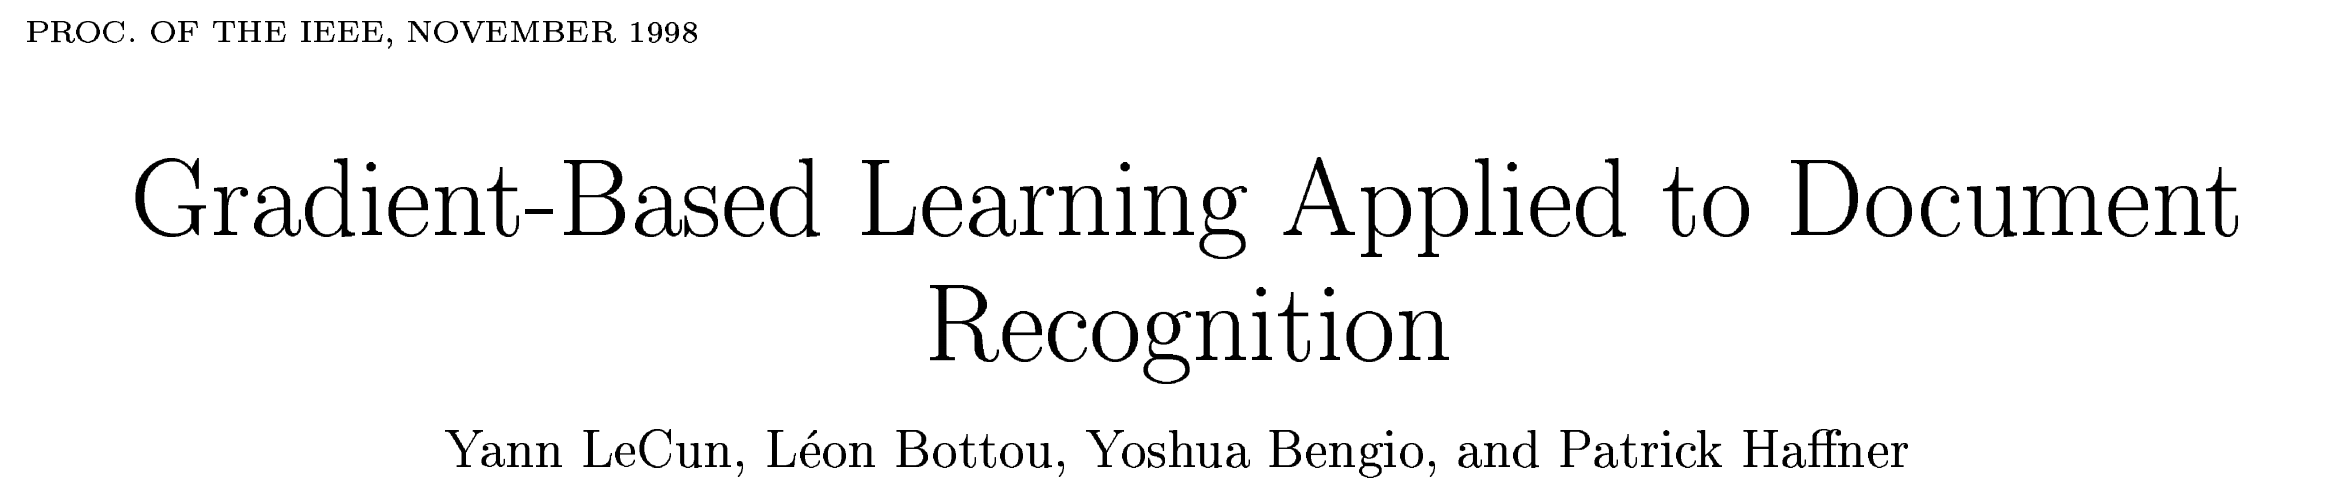 PROC. OF THE IEEE, NOVEMBER 1998
Gradient-Based Learning Applied to Document
Recognition
Yann LeCun, Léon Bottou, Yoshua Bengio, and Patrick Haffner